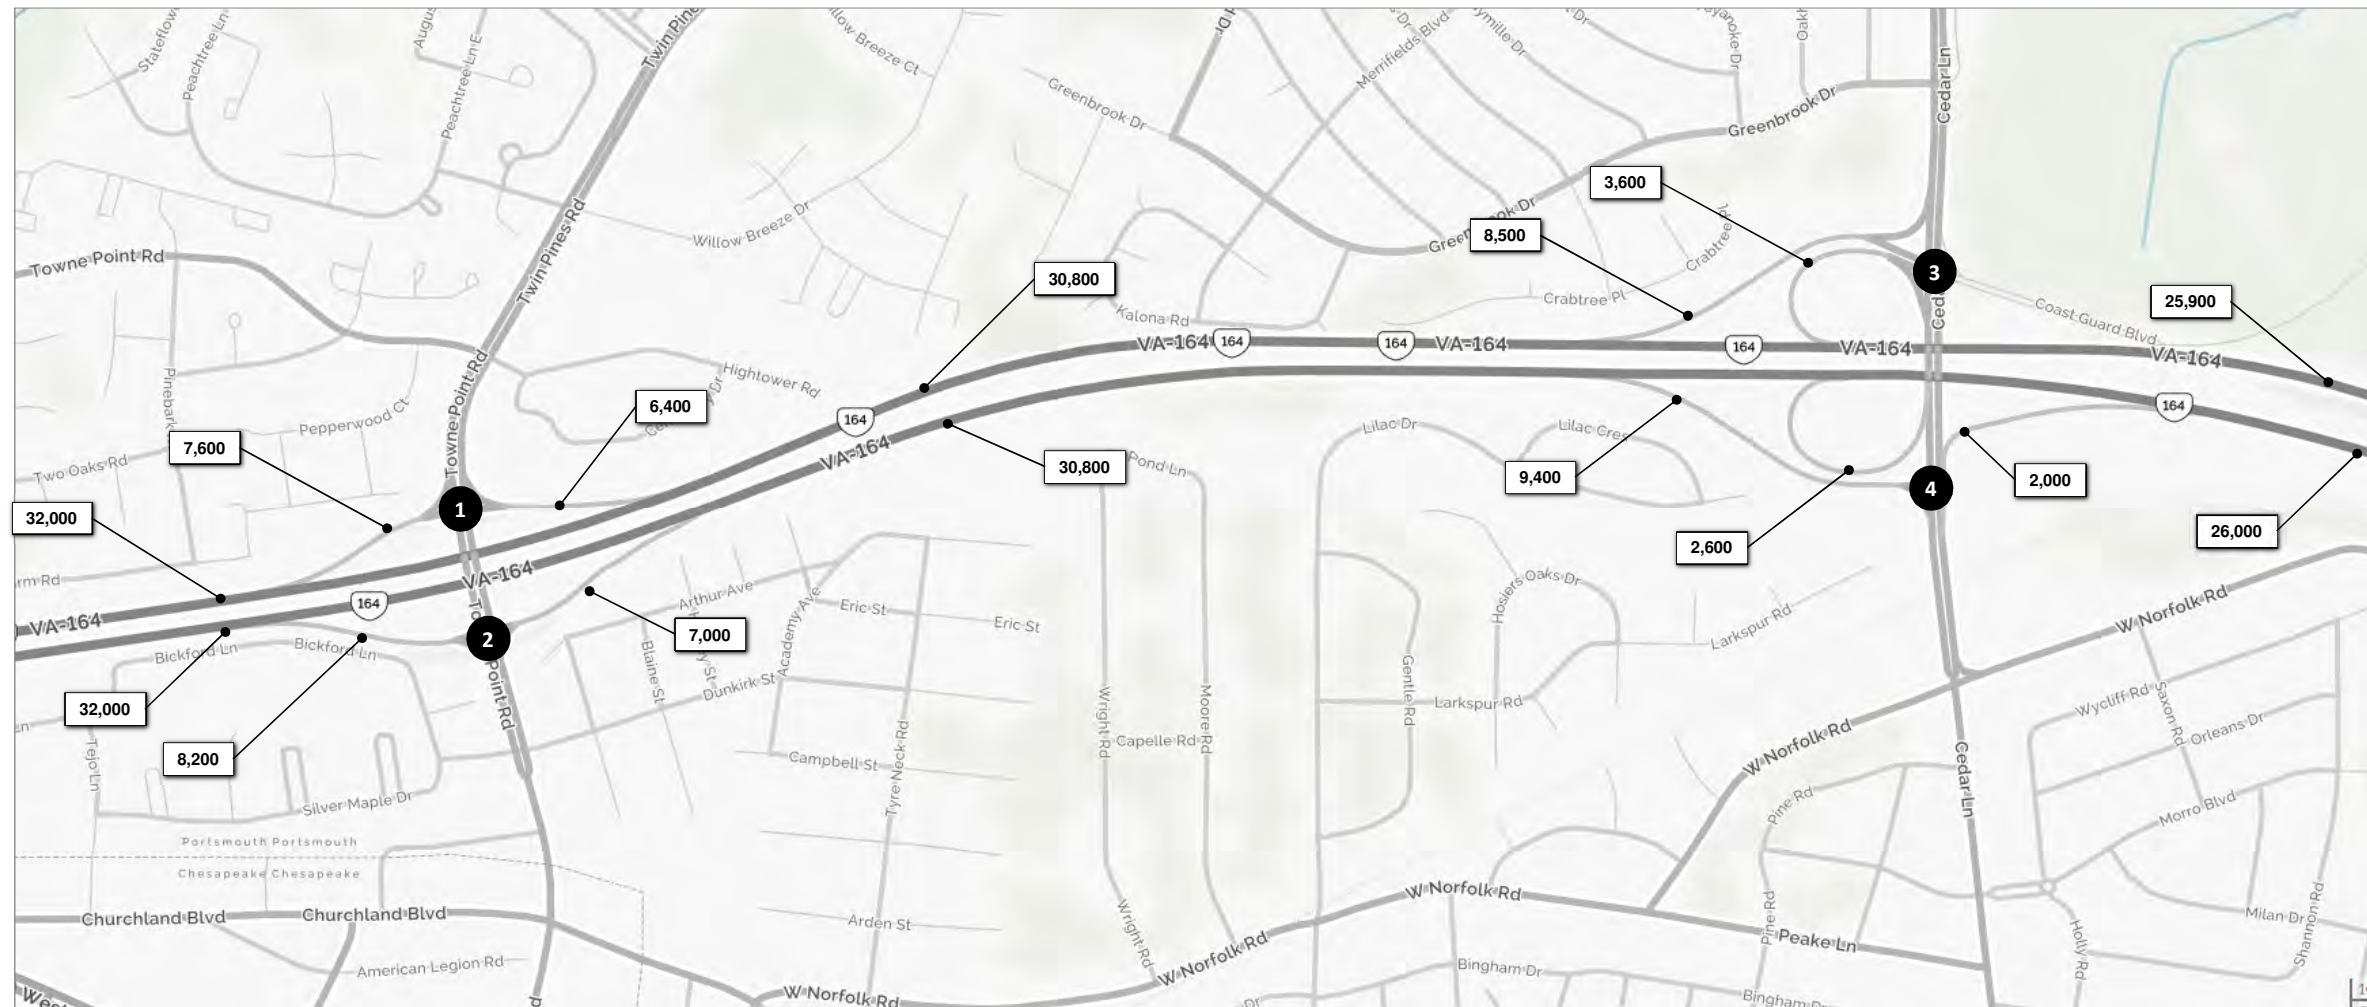 Peachtree Ln
Peachtree Ln E
Twin Pine
Willow Breeze Ct
Greenbrook Dr
Merrifields Blvd
Greenbrook Dr
Cedar Ln
Towne Point Rd
Twin Pines Rd
Willow Breeze Dr
3,600
8,500
30,800
25,900
3
Crabtree Pl
Kalona Rd
Coast Guard Blvd
VA-164
164
164
VA-164
164
VA-164
VA-164
Hightower Rd
Towne Point Rd
Pepperwood Ct
6,400
164
VA-164
164
7,600
Two Oaks Rd
Lilac Dr
Lilac Cres
Pond Ln
30,800
9,400
2,000
4
1
32,000
2,600
26,000
VA-164
164
VA-164
Arthur Ave
Academy Ave
Eric St
Eric St
Hosiers Oaks Dr
Larkspur Rd
W Norfolk Rd
2
7,000
Bickford Ln
Bickford Ln
Blaine St
Dunkirk St
Point Rd
32,000
8,200
Tejo Ln
Silver Maple Dr
Campbell St
Tyre Neck Rd
Wright Rd
Capelle Rd
Moore Rd
Gentle Rd
Larkspur Rd
W Norfolk Rd
Wycliff Rd
Saxon Rd
Orleans Dr
Cedar Ln
Pine Rd
Morro Blvd
Portsmouth Portsmouth
Chesapeake Chesapeake
Churchland Blvd
Churchland Blvd
Arden St
Wright Rd
W Norfolk Rd
W Norfolk Rd
Pine Rd
Peake Ln
Holly Rd
Milan Dr
Shannon Rd
American Legion Rd
Bingham Dr
Bingham Dr
W Norfolk Rd